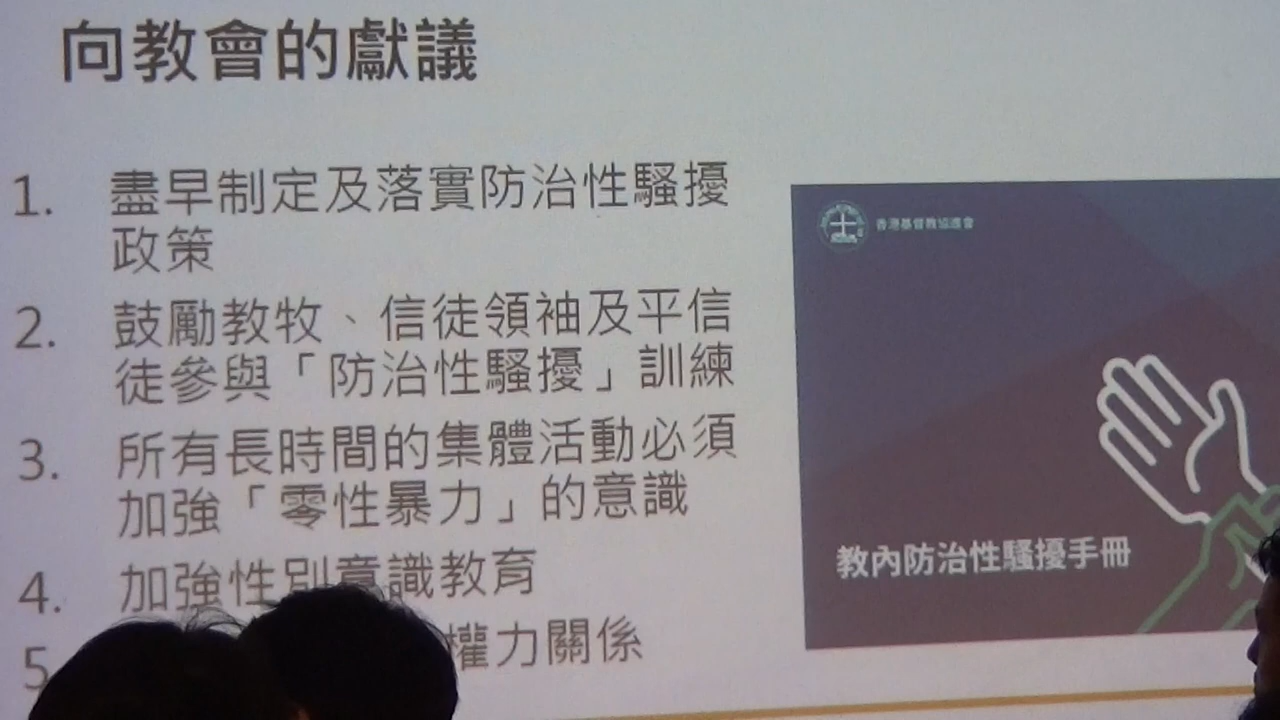 向教會的獻議
1. 盡早制定及落實防治性騷擾
政策
2. 鼓勵教牧、信徒領袖及平信
徒參與「防治性騷擾」訓練
3. 所有長時間的集體活動必須
加強「零性暴力」的意識
4. 加強性別意識教育
5
權力關係
香港基督教協進會
教內防治性騷擾手冊